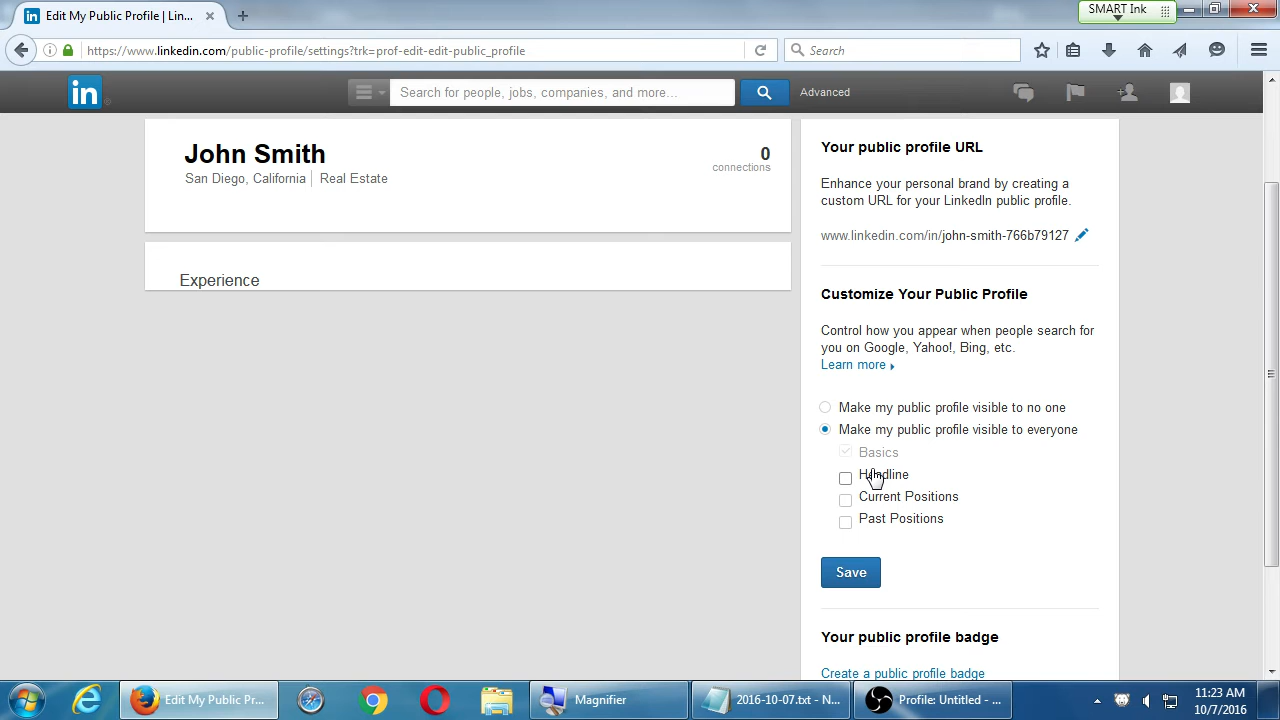 SMART Ink
Edit My Public Profile | Lin...
https://www.linkedin.com/public-profile/settings?trk=prof-edit-edit-public_profile
Search
in
Search for people, jobs, companies, and more...
Advanced
John Smith
0
connections
San Diego, California
Real Estate
Experience
Your public profile URL
Enhance your personal brand by creating a
custom URL for your LinkedIn public profile.
www.linkedin.com/in/john-smith-766b79127
Customize Your Public Profile
Control how you appear when people search for
you on Google, Yahoo!, Bing, etc.
Learn more
Make my public profile visible to no one
Make my public profile visible to everyone
Basics
Headline
Current Positions
Past Positions
Save
Your public profile badge
Create a public profile badge
Edit My Public Pr...
Magnifier
2016-10-07.txt - N...
Profile: Untitled - ...
11:23 AM
10/7/2016